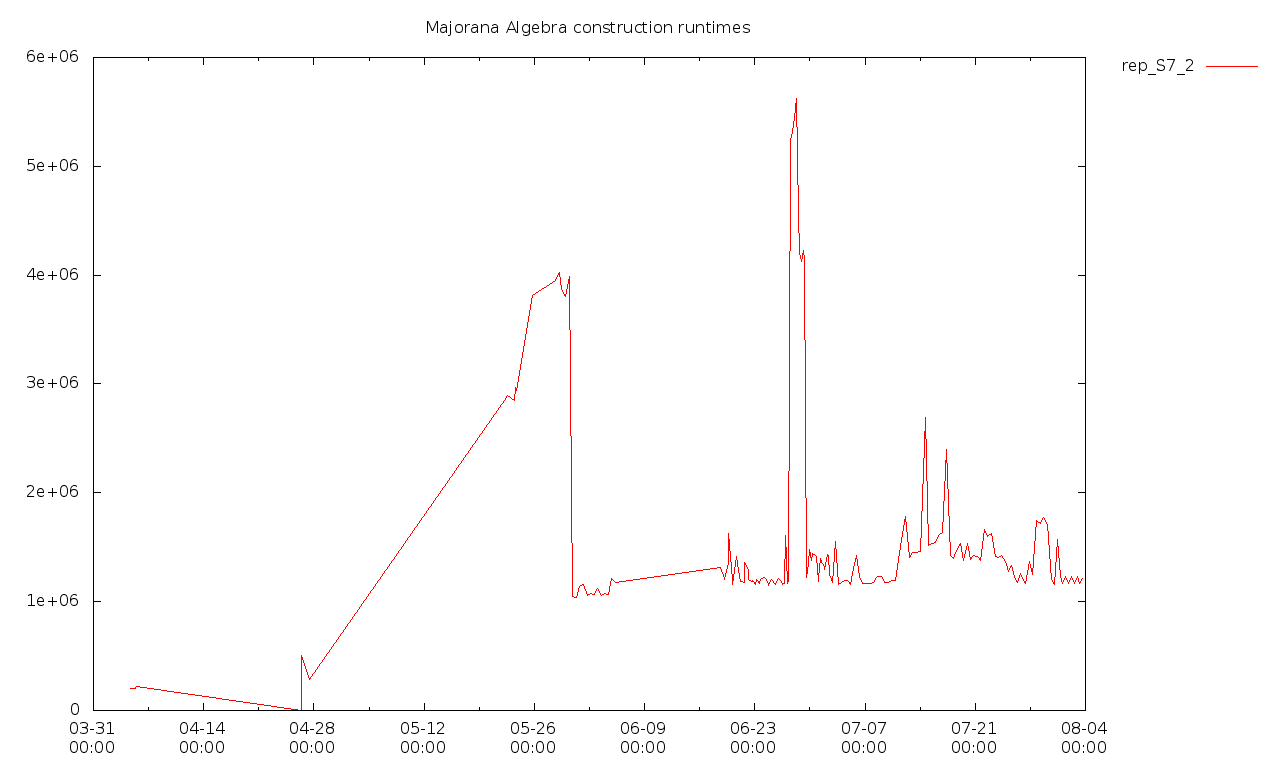 Majorana Algebra construction runtimes
rep_S7_2
6e+06
5e+06
4e+06
3e+06
2e+06
1e+06
0
03-31 04-14 04-28 05-12 05-26 06-09 06-23 07-07 07-21 08-04
00:00 00:00 00:00 00:00 00:00 00:00 00:00 00:00 00:00 00:00